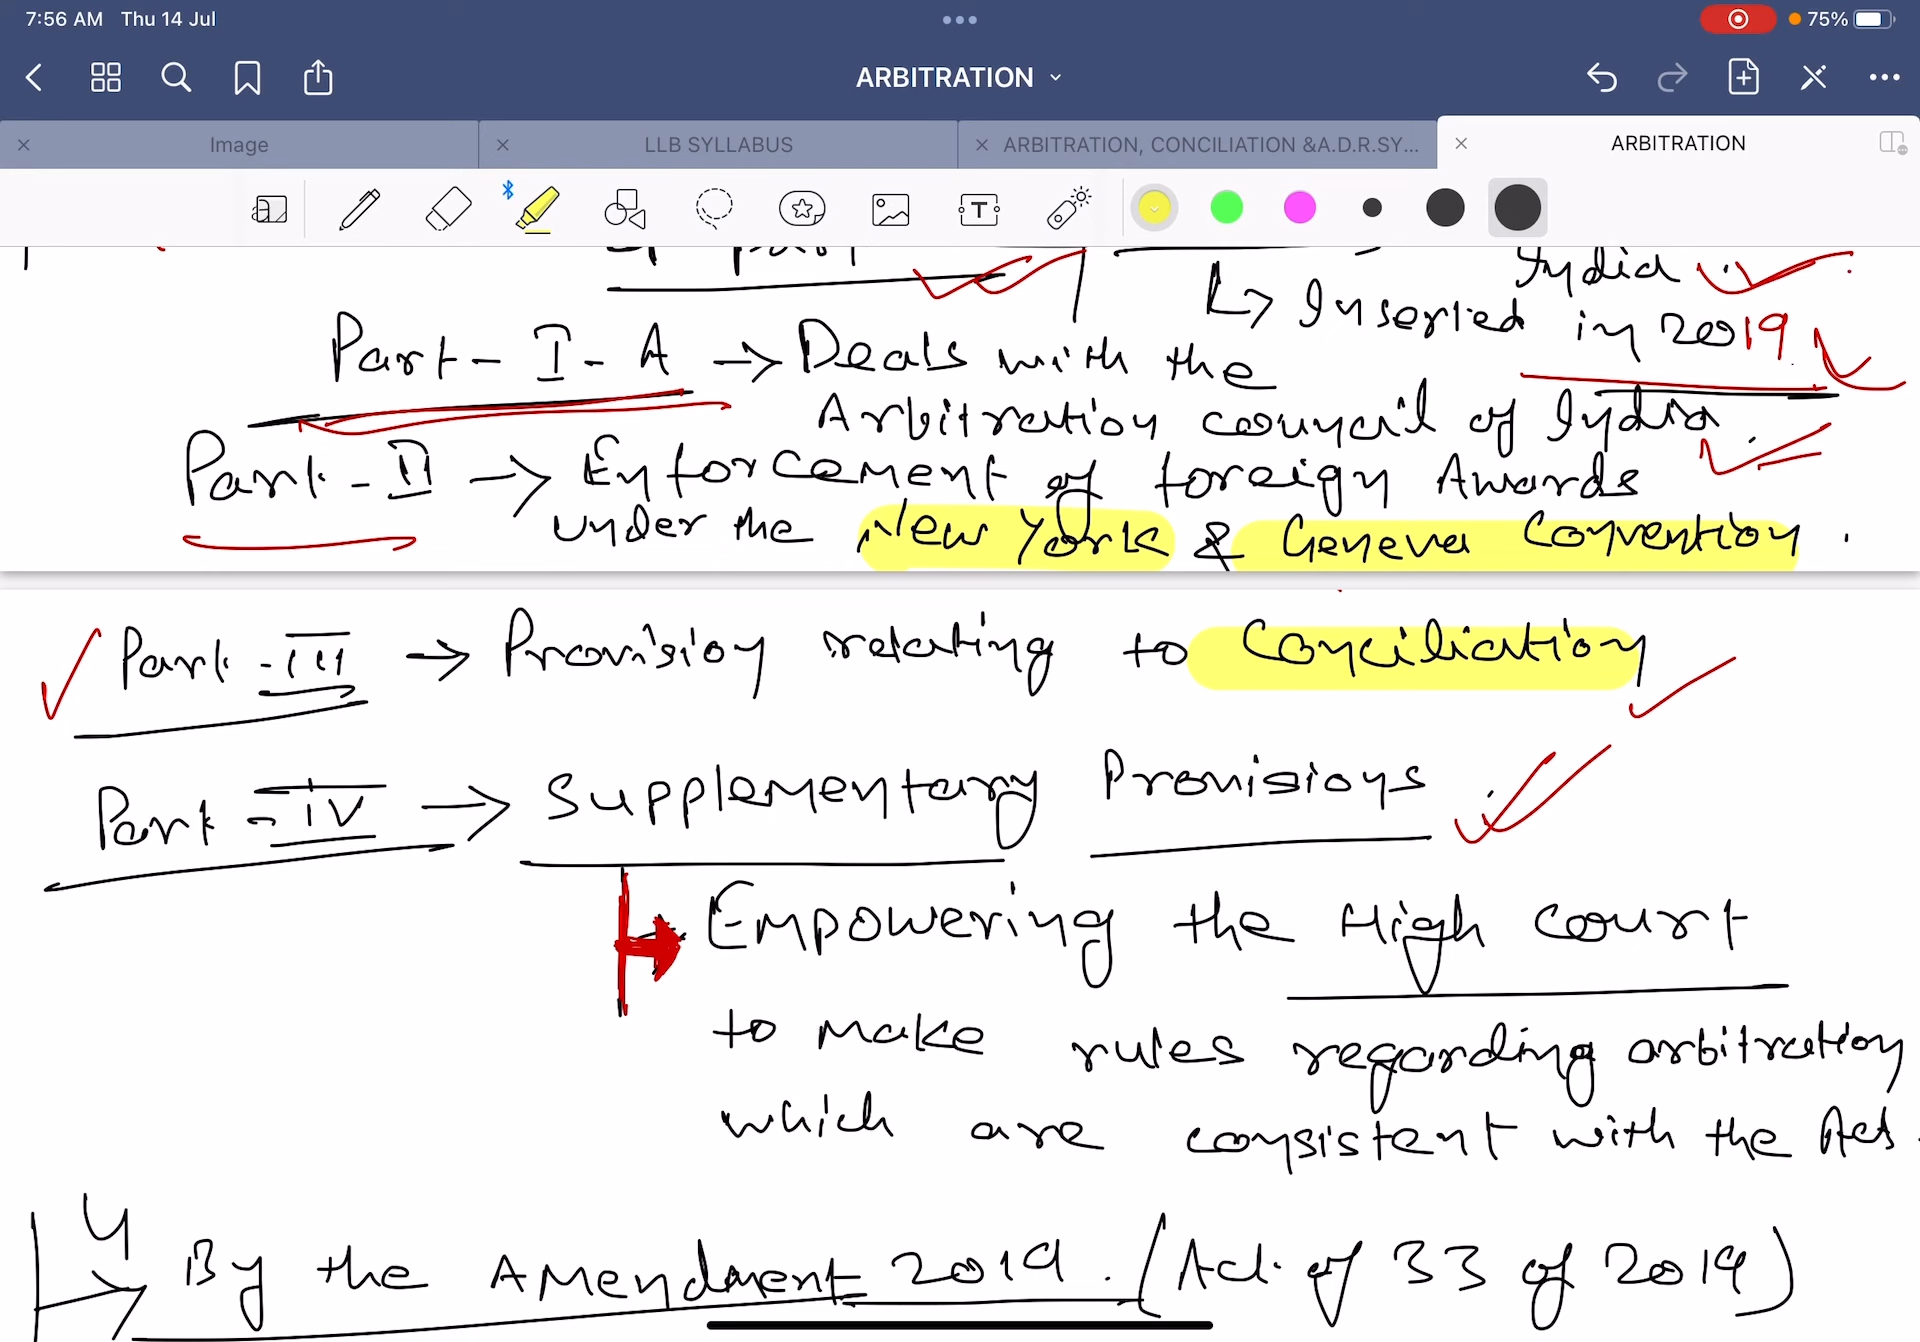 7:56 AM Thu 14 Jul
75%
ARBITRATION
Image
LLB SYLLABUS
ARBITRATION, CONCILIATION &A.D.R.SY...
ARBITRATION
India
↳ Inserted in 2019.
Part - I - A → Deals with the
Arbitration council of India.
Part - II → Enforcement of foreign Awards
under the New York & Geneva Convention.
Part - III → Provision relating to Conciliation
Part - IV → Supplementary Provisions
Empowering the High court
to make rules regarding arbitration
which are consistent with the Act.
4
By the Amendment 2019. (Act of 33 of 2019)